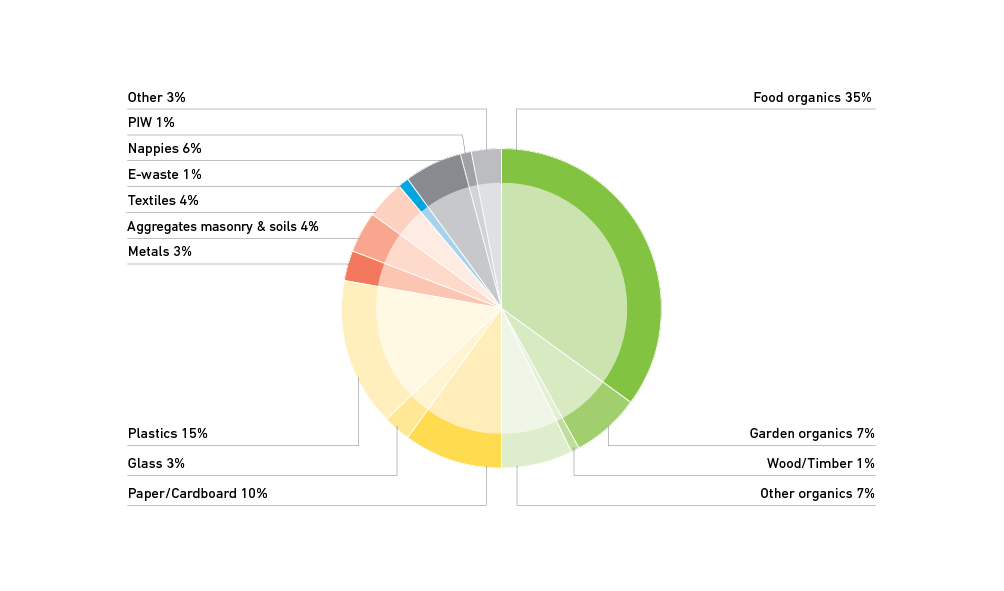 Other 3%
PIW 1%
Nappies 6%
E-waste 1%
Textiles 4%
Aggregates masonry & soils 4%
Metals 3%
Plastics 15%
Glass 3%
Paper/Cardboard 10%
Food organics 35%
Garden organics 7%
Wood/Timber 1%
Other organics 7%